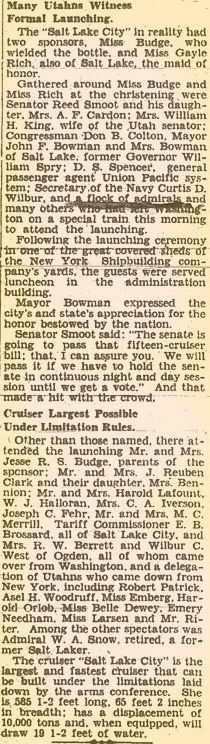 Many Utahns Witness
Formal Launching.
The "Salt Lake City" in reality had
two sponsors, Miss Budge, who
wielded the bottle, and Miss Gayle
Rich, also of Salt Lake, the maid of
honor.
Gathered around Miss Budge and
Miss Rich at the christening were
Senator Reed Smoot and his daugh-
ter, Mrs. A. F. Cardon; Mrs. William
H. King, wife of the Utah senator;
Congressman Don B. Colton, Mayor
John F. Bowman and Mrs. Bowman
of Salt Lake, former Governor Wil-
liam Spry; D. S. Spencer, general
passenger agent Union Pacific sys-
tem; Secretary of the Navy Curtis D.
Wilbur, and a flock of admirals and
many others who had left Washing-
ton on a special train this morning
to attend the launching.
Following the launching ceremony
in one of the great covered sheds of
the New York Shipbuilding com-
pany's yards, the guests were served
luncheon in the administration
building.
Mayor Bowman expressed the
city's and state's appreciation for the
honor bestowed by the nation.
Senator Smoot said: "The senate is
going to pass that fifteen-cruiser
bill; that, I can assure you. We will
pass it if we have to hold the sen-
ate in continuous night and day ses-
sion until we get a vote." And that
made a hit with the crowd.
Cruiser Largest Possible
Under Limitation Rules.
Other than those named, there at-
tended the launching Mr. and Mrs.
Jesse R. S. Budge, parents of the
sponsor; Mr. and Mrs. J. Reuben
Clark and their daughter, Mrs. Ben-
nion; Mr. and Mrs. Harold Lafount,
W. J. Halloran, Mrs. C. A. Iverson,
Joseph C. Fehr, Mr. and Mrs. M. C.
Merrill, Tariff Commissioner E. B.
Brossard, all of Salt Lake City, and
Mrs. R. W. Berrett and Wilbur C.
West of Ogden, all of whom came
over from Washington, and a delega-
tion of Utahns who came down from
New York, including Robert Patrick,
Asel H. Woodruff, Miss Emberg, Har-
old Orlob, Miss Belle Dewey, Emery
Needham, Miss Larsen and Mr. Ri-
ter. Among the other spectators was
Admiral W. A. Snow, retired, a for-
mer Salt Laker.
The cruiser "Salt Lake City" is the
largest and fastest cruiser that can
be built under the limitations laid
down by the arms conference. She
is 585 1-2 feet long, 65 feet 2 inches
in breadth; has a displacement of
10,000 tons and, when equipped, will
draw 19 1-2 feet of water.